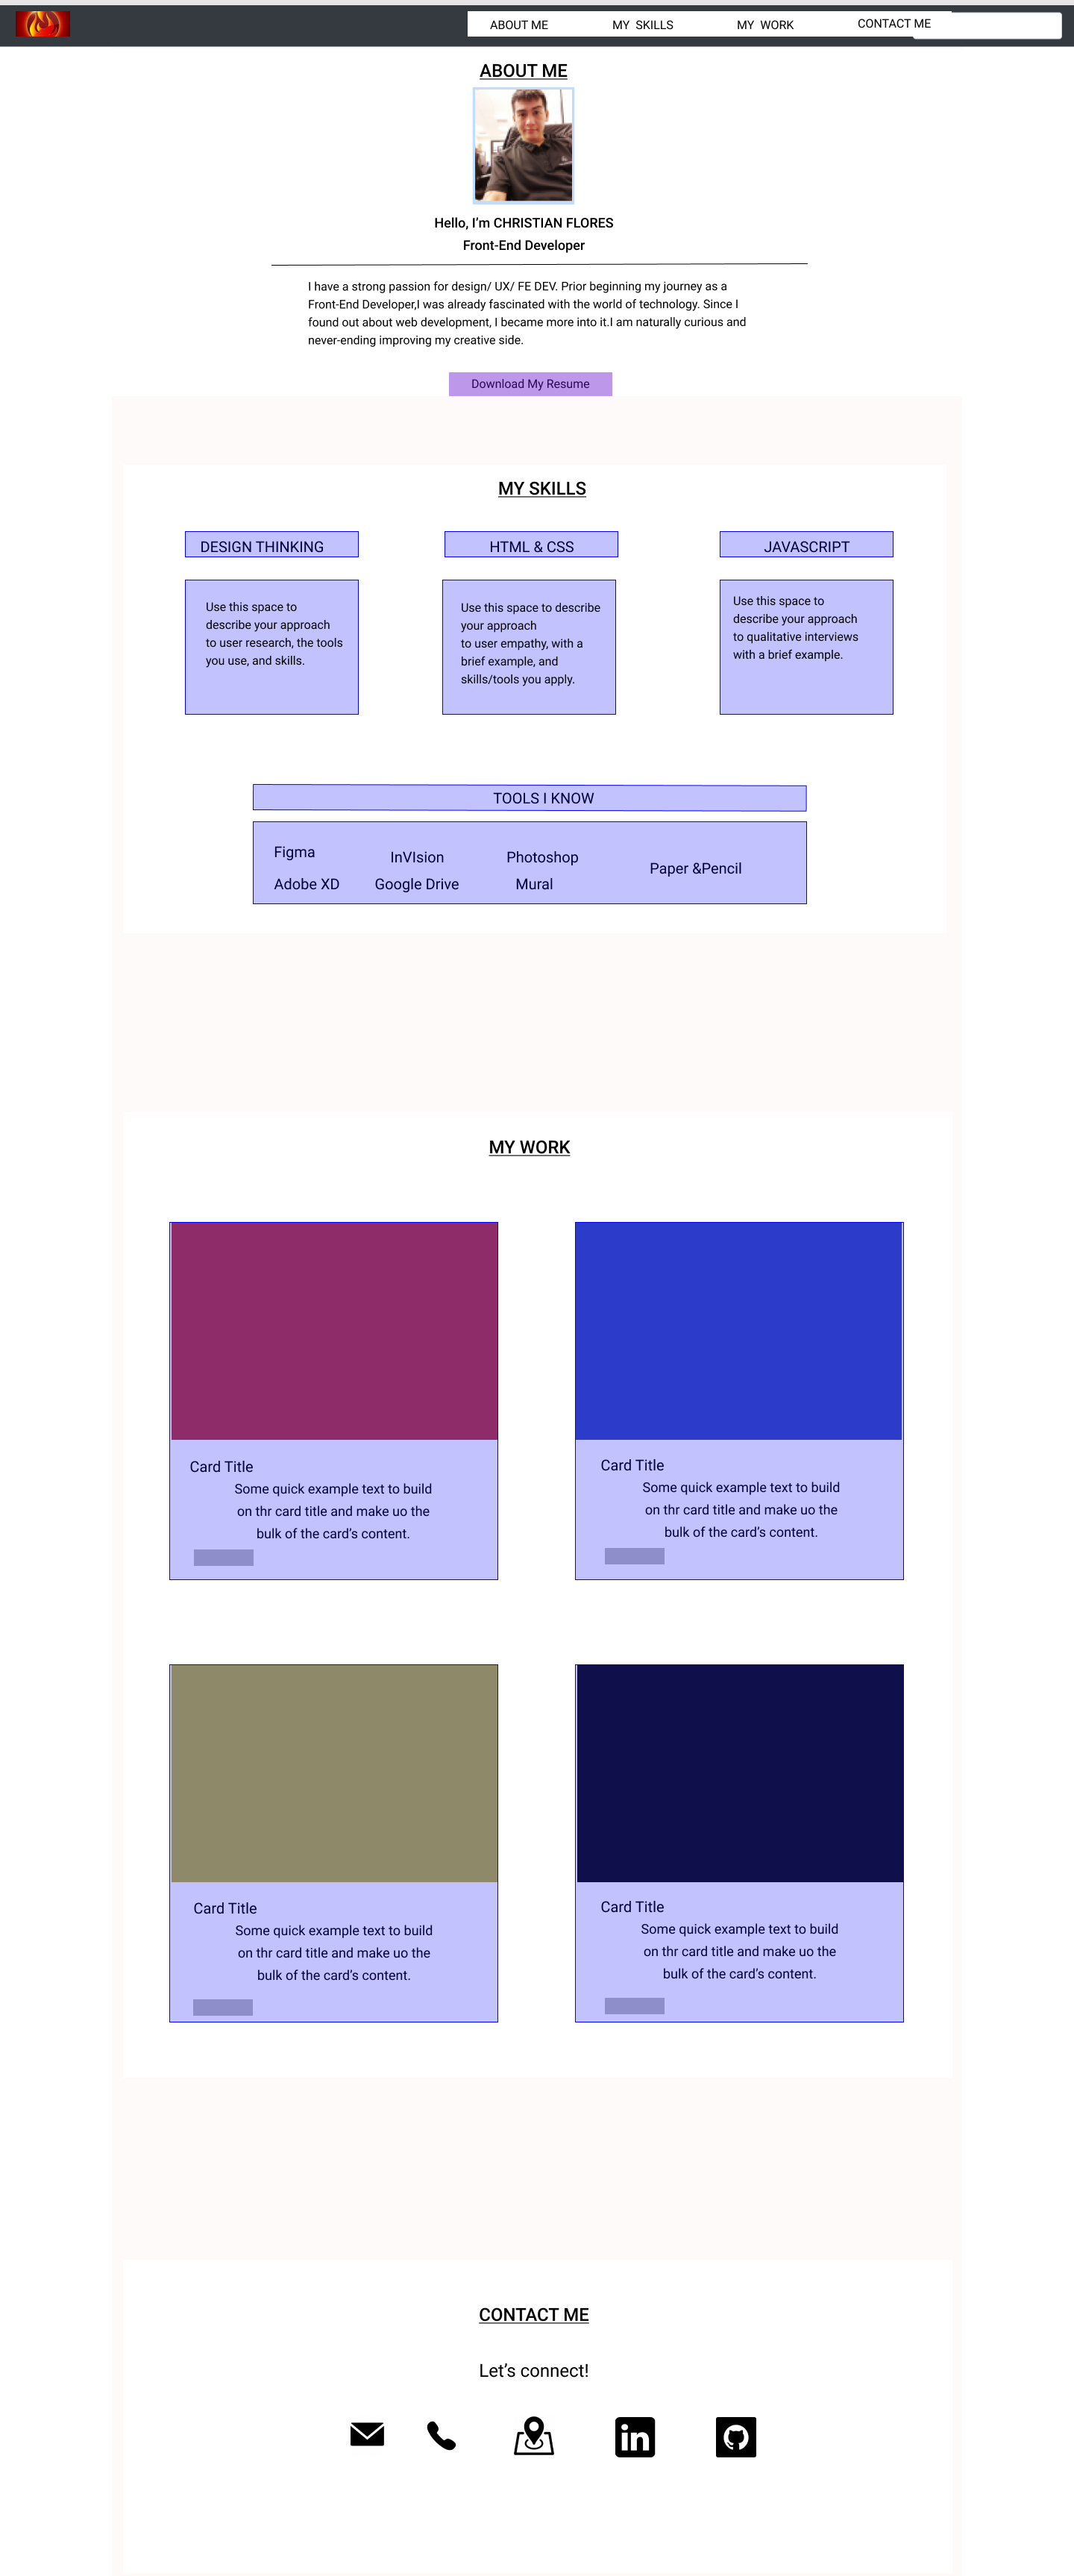 ABOUT ME
MY  SKILLS
MY  WORK
CONTACT ME
ABOUT ME
Hello, I’m CHRISTIAN FLORES
Front-End Developer
I have a strong passion for design/ UX/ FE DEV. Prior beginning my journey as a
Front-End Developer,I was already fascinated with the world of technology. Since I
found out about web development, I became more into it.I am naturally curious and
never-ending improving my creative side.
Download My Resume
MY SKILLS
DESIGN THINKING
Use this space to
describe your approach
to user research, the tools
you use, and skills.
HTML & CSS
Use this space to describe
your approach
to user empathy, with a
brief example, and
skills/tools you apply.
JAVASCRIPT
Use this space to
describe your approach
to qualitative interviews
with a brief example.
TOOLS I KNOW
Figma
InVIsion
Photoshop
Paper &Pencil
Adobe XD
Google Drive
Mural
MY WORK
Card Title
Some quick example text to build
on thr card title and make uo the
bulk of the card’s content.
Card Title
Some quick example text to build
on thr card title and make uo the
bulk of the card’s content.
Card Title
Some quick example text to build
on thr card title and make uo the
bulk of the card’s content.
Card Title
Some quick example text to build
on thr card title and make uo the
bulk of the card’s content.
CONTACT ME
Let’s connect!
in